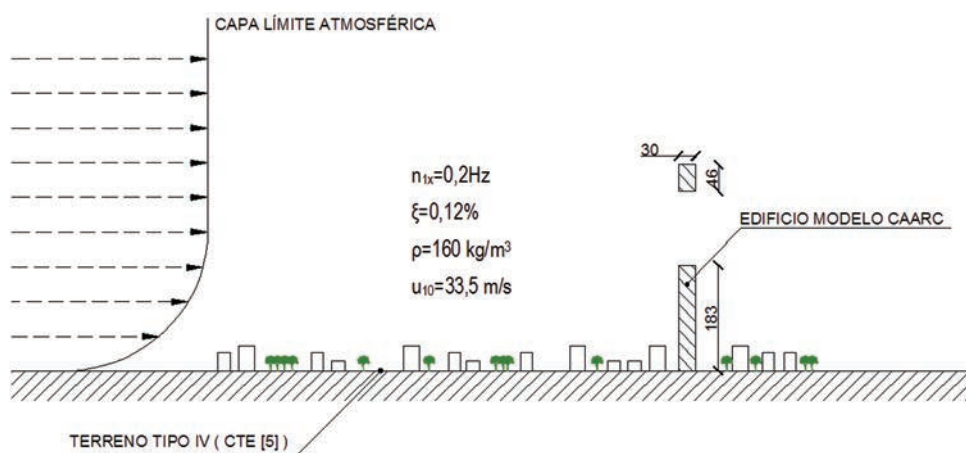 CAPA LÍMITE ATMOSFÉRICA
30
46
n1x=0,2Hz
ξ=0,12%
ρ=160 kg/m³
u10=33,5 m/s
EDIFICIO MODELO CAARC
183
TERRENO TIPO IV ( CTE [5] )